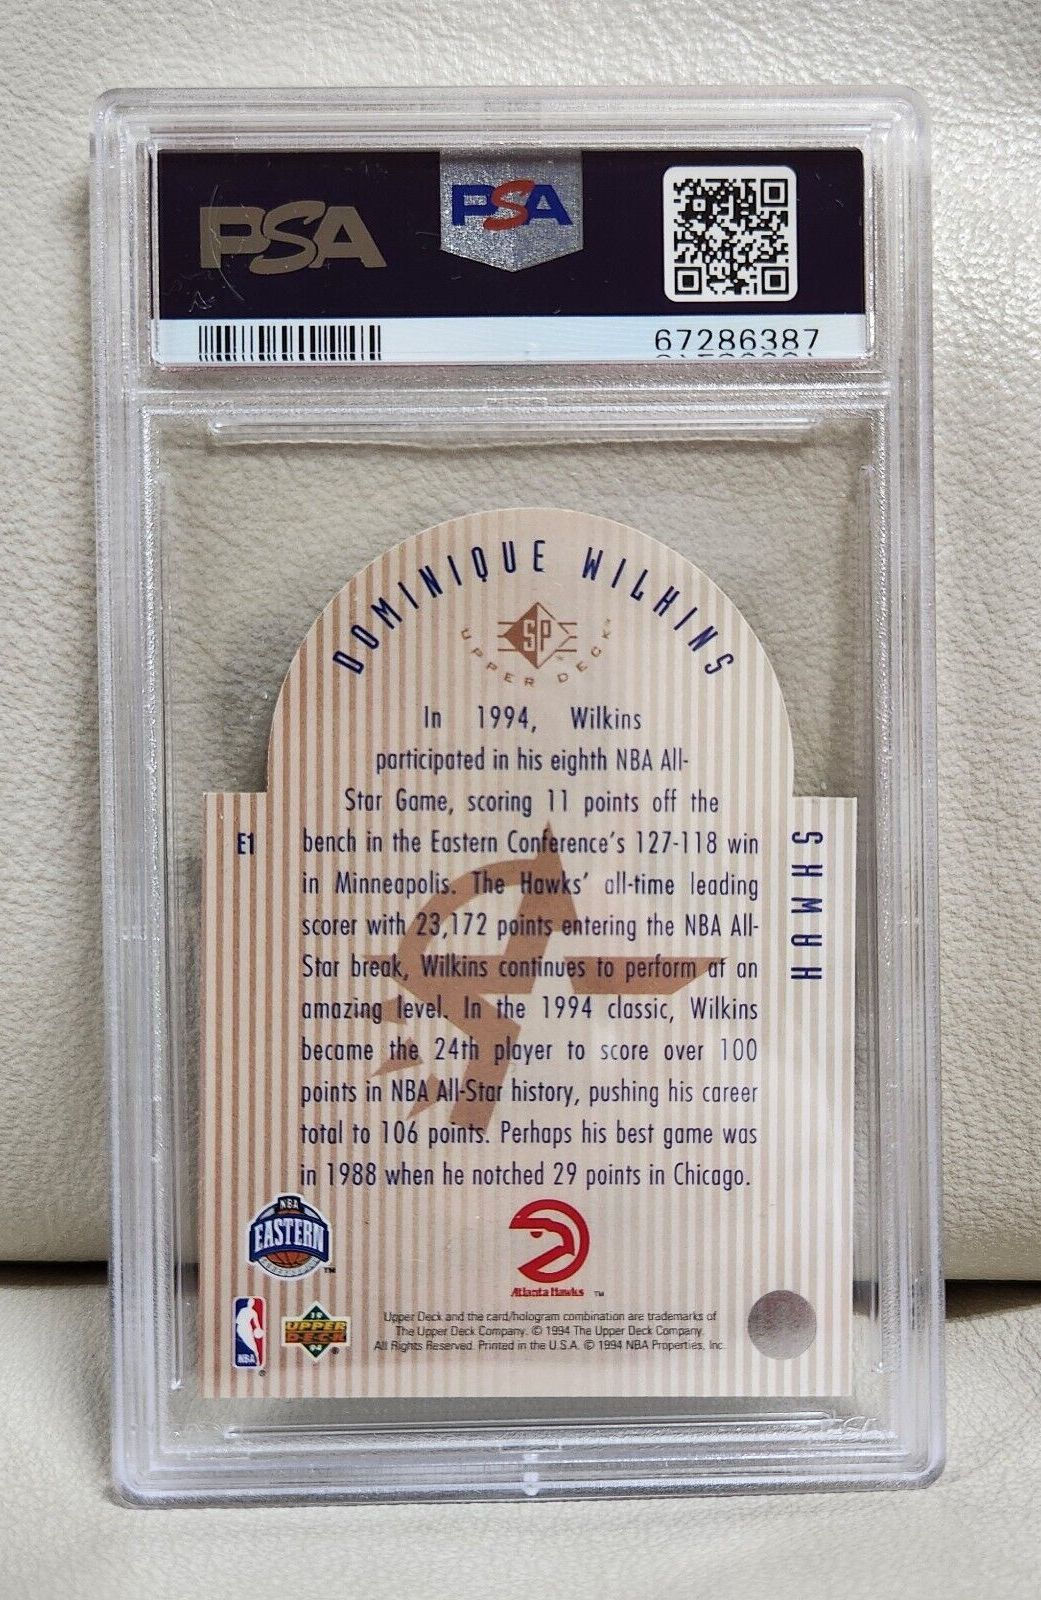 PSA
PSA
67286387
DOMINIQUE WILKINS
SP
UPPER DECK
In 1994, Wilkins
participated in his eighth NBA All-
Star Game, scoring 11 points off the
bench in the Eastern Conference's 127-118 win
in Minneapolis. The Hawks' all-time leading
scorer with 23,172 points entering the NBA All-
Star break, Wilkins continues to perform at an
amazing level. In the 1994 classic, Wilkins
became the 24th player to score over 100
points in NBA All-Star history, pushing his career
total to 106 points. Perhaps his best game was
in 1988 when he notched 29 points in Chicago.
E1
HAWKS
NBA
EASTERN
TM
Atlanta Hawks TM
NBA
®
19
UPPER
DECK
94
®
Upper Deck and the card/hologram combination are trademarks of
The Upper Deck Company. © 1994 The Upper Deck Company.
All Rights Reserved. Printed in the U.S.A. © 1994 NBA Properties, Inc.